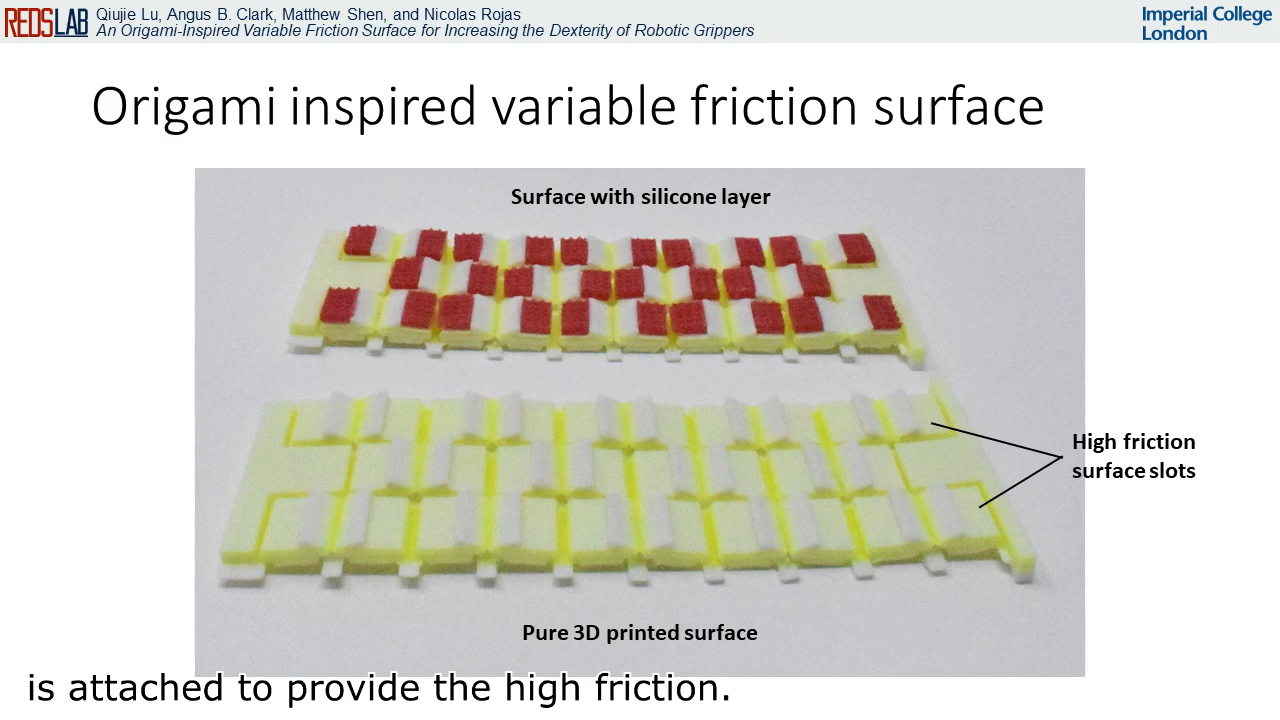 REDSLAB
Qiujie Lu, Angus B. Clark, Matthew Shen, and Nicolas Rojas
An Origami-Inspired Variable Friction Surface for Increasing the Dexterity of Robotic Grippers
Imperial College
London
Origami inspired variable friction surface
Surface with silicone layer
High friction
surface slots
Pure 3D printed surface
is attached to provide the high friction.